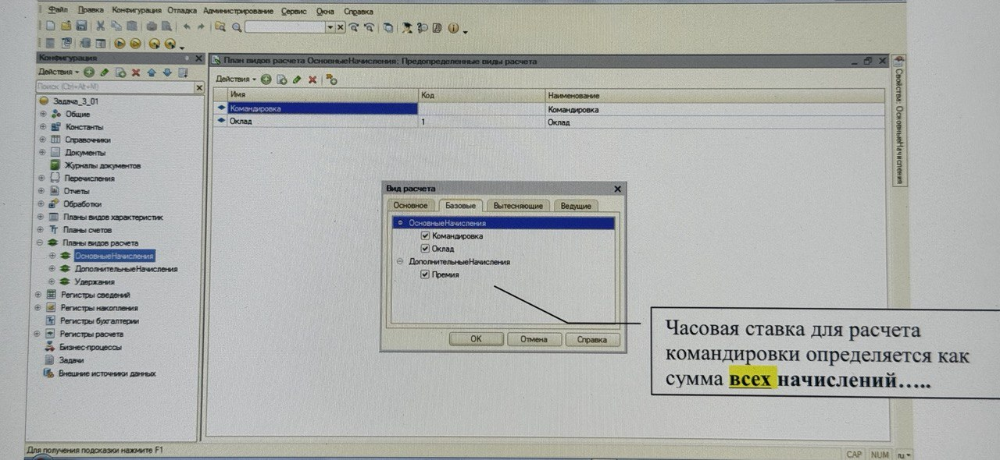 Файл Правка Конфигурация Отладка Администрирование Сервис Окна Справка
Конфигурация
Действия
Поиск (Ctrl+Alt+M)
Задача_3_01
Общие
Константы
Справочники
Документы
Журналы документов
Перечисления
Отчеты
Обработки
Планы видов характеристик
Планы счетов
Планы видов расчета
ОсновныеНачисления
ДополнительныеНачисления
Удержания
Регистры сведений
Регистры накопления
Регистры бухгалтерии
Регистры расчета
Бизнес-процессы
Задачи
Внешние источники данных
План видов расчета ОсновныеНачисления: Предопределенные виды расчета
Действия
Имя Код Наименование
Командировка Командировка
Оклад 1 Оклад
Вид расчета
Основное Базовые Вытесняющие Ведущие
ОсновныеНачисления
Командировка
Оклад
ДополнительныеНачисления
Премия
OK Отмена Справка
Свойства: ОсновныеНачисления
Часовая ставка для расчета
командировки определяется как
сумма всех начислений…..
Для получения подсказки нажмите F1
CAP NUM ru